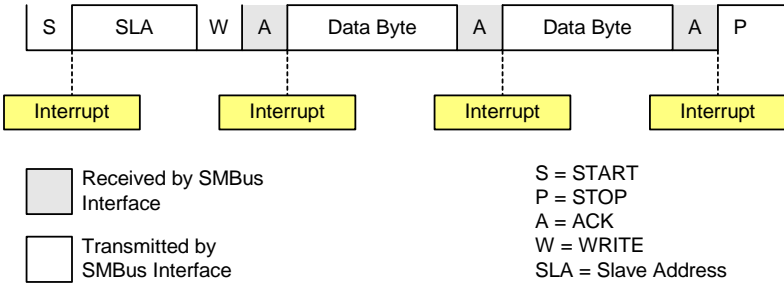 S SLA W A Data Byte A Data Byte A P
Interrupt Interrupt Interrupt Interrupt
Received by SMBus
Interface
Transmitted by
SMBus Interface
S = START
P = STOP
A = ACK
W = WRITE
SLA = Slave Address